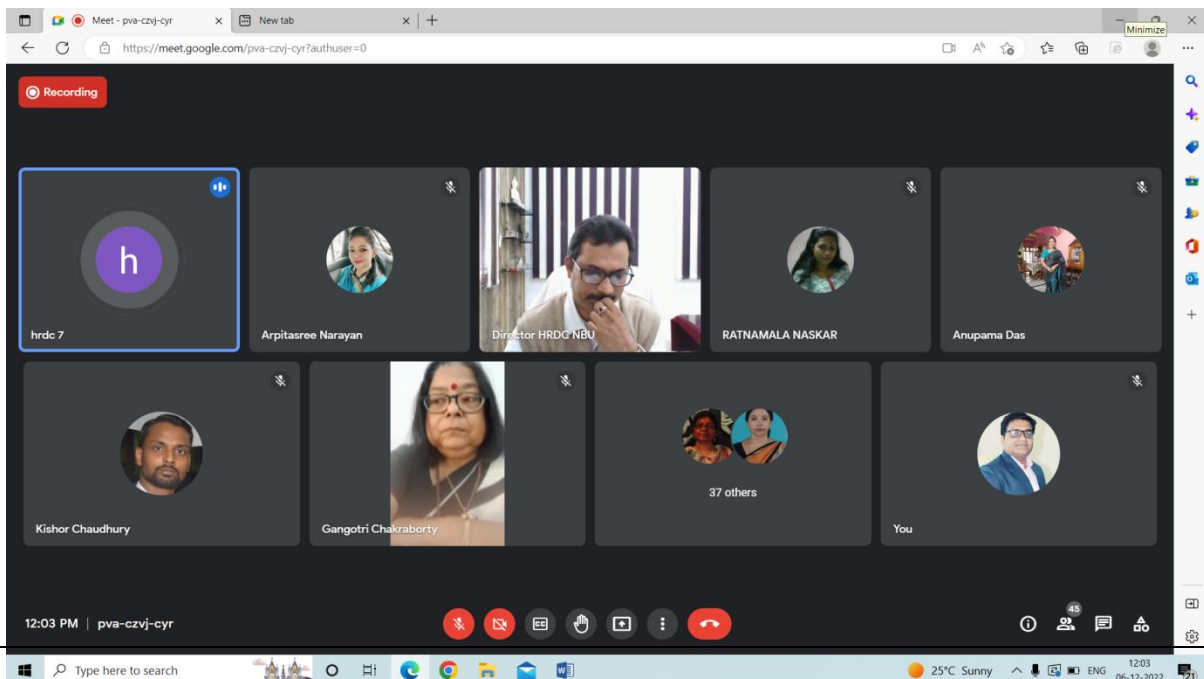 Meet - pva-czvj-cyr
New tab
Minimize
https://meet.google.com/pva-czvj-cyr?authuser=0
Recording
h
hrdc 7
Arpitasree Narayan
Director HRDC NBU
RATNAMALA NASKAR
Anupama Das
Kishor Chaudhury
Gangotri Chakraborty
37 others
You
12:03 PM | pva-czvj-cyr
CC
45
Type here to search
25°C Sunny
ENG
12:03
06-12-2022
21